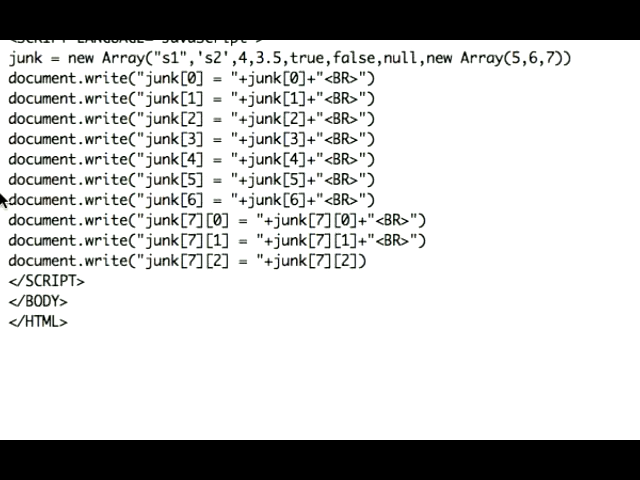 <SCRIPT LANGUAGE="JavaScript">
junk = new Array("s1",'s2',4,3.5,true,false,null,new Array(5,6,7))
document.write("junk[0] = "+junk[0]+"<BR>")
document.write("junk[1] = "+junk[1]+"<BR>")
document.write("junk[2] = "+junk[2]+"<BR>")
document.write("junk[3] = "+junk[3]+"<BR>")
document.write("junk[4] = "+junk[4]+"<BR>")
document.write("junk[5] = "+junk[5]+"<BR>")
document.write("junk[6] = "+junk[6]+"<BR>")
document.write("junk[7][0] = "+junk[7][0]+"<BR>")
document.write("junk[7][1] = "+junk[7][1]+"<BR>")
document.write("junk[7][2] = "+junk[7][2])
</SCRIPT>
</BODY>
</HTML>